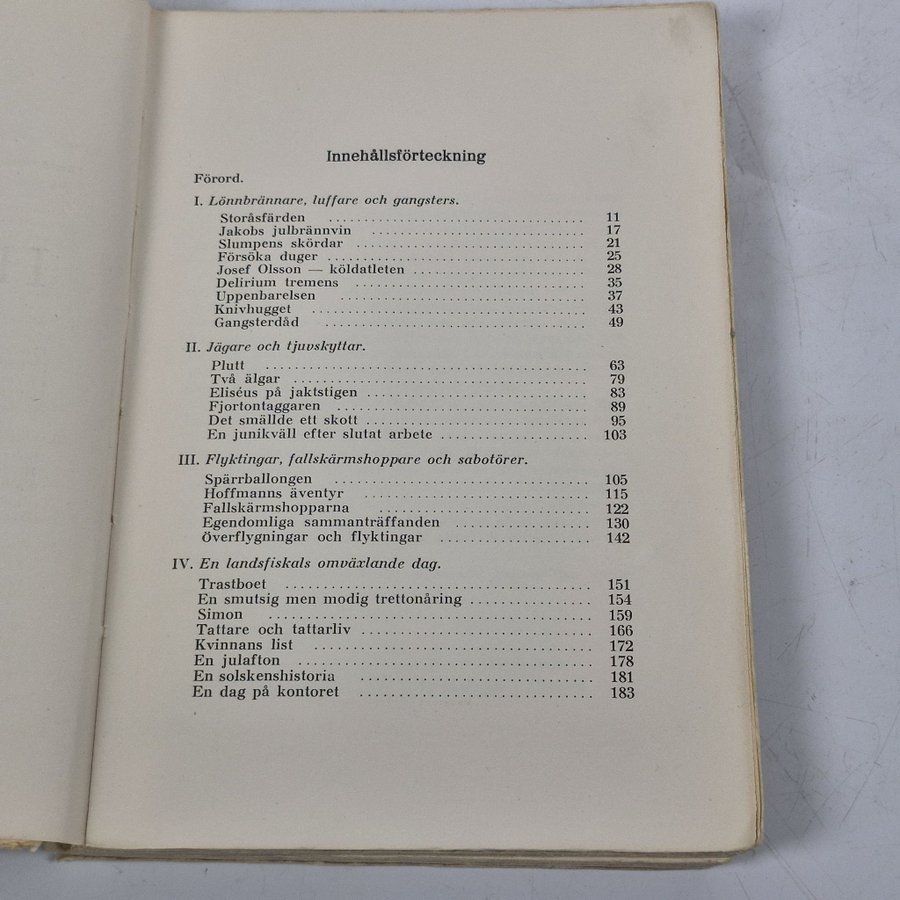 Innehållsförteckning
Förord.
I. Lönnbrännare, luffare och gangsters.
Storåsfärden .................................... 11
Jakobs julbrännvin .............................. 17
Slumpens skördar ................................ 21
Försöka duger ................................... 25
Josef Olsson — köldatleten ...................... 28
Delirium tremens ................................ 35
Uppenbarelsen ................................... 37
Knivhugget ...................................... 43
Gangsterdåd ..................................... 49
II. Jägare och tjuvskyttar.
Plutt ........................................... 63
Två älgar ....................................... 79
Eliséus på jaktstigen ........................... 83
Fjortontaggaren ................................. 89
Det smällde ett skott ........................... 95
En junikväll efter slutat arbete ................ 103
III. Flyktingar, fallskärmshoppare och sabotörer.
Spärrballongen .................................. 105
Hoffmanns äventyr ............................... 115
Fallskärmshopparna .............................. 122
Egendomliga sammanträffanden .................... 130
Överflygningar och flyktingar ................... 142
IV. En landsfiskals omväxlande dag.
Trastboet ....................................... 151
En smutsig men modig trettonåring ............... 154
Simon ........................................... 159
Tattare och tattarliv ........................... 166
Kvinnans list ................................... 172
En julafton ..................................... 178
En solskenshistoria ............................. 181
En dag på kontoret .............................. 183